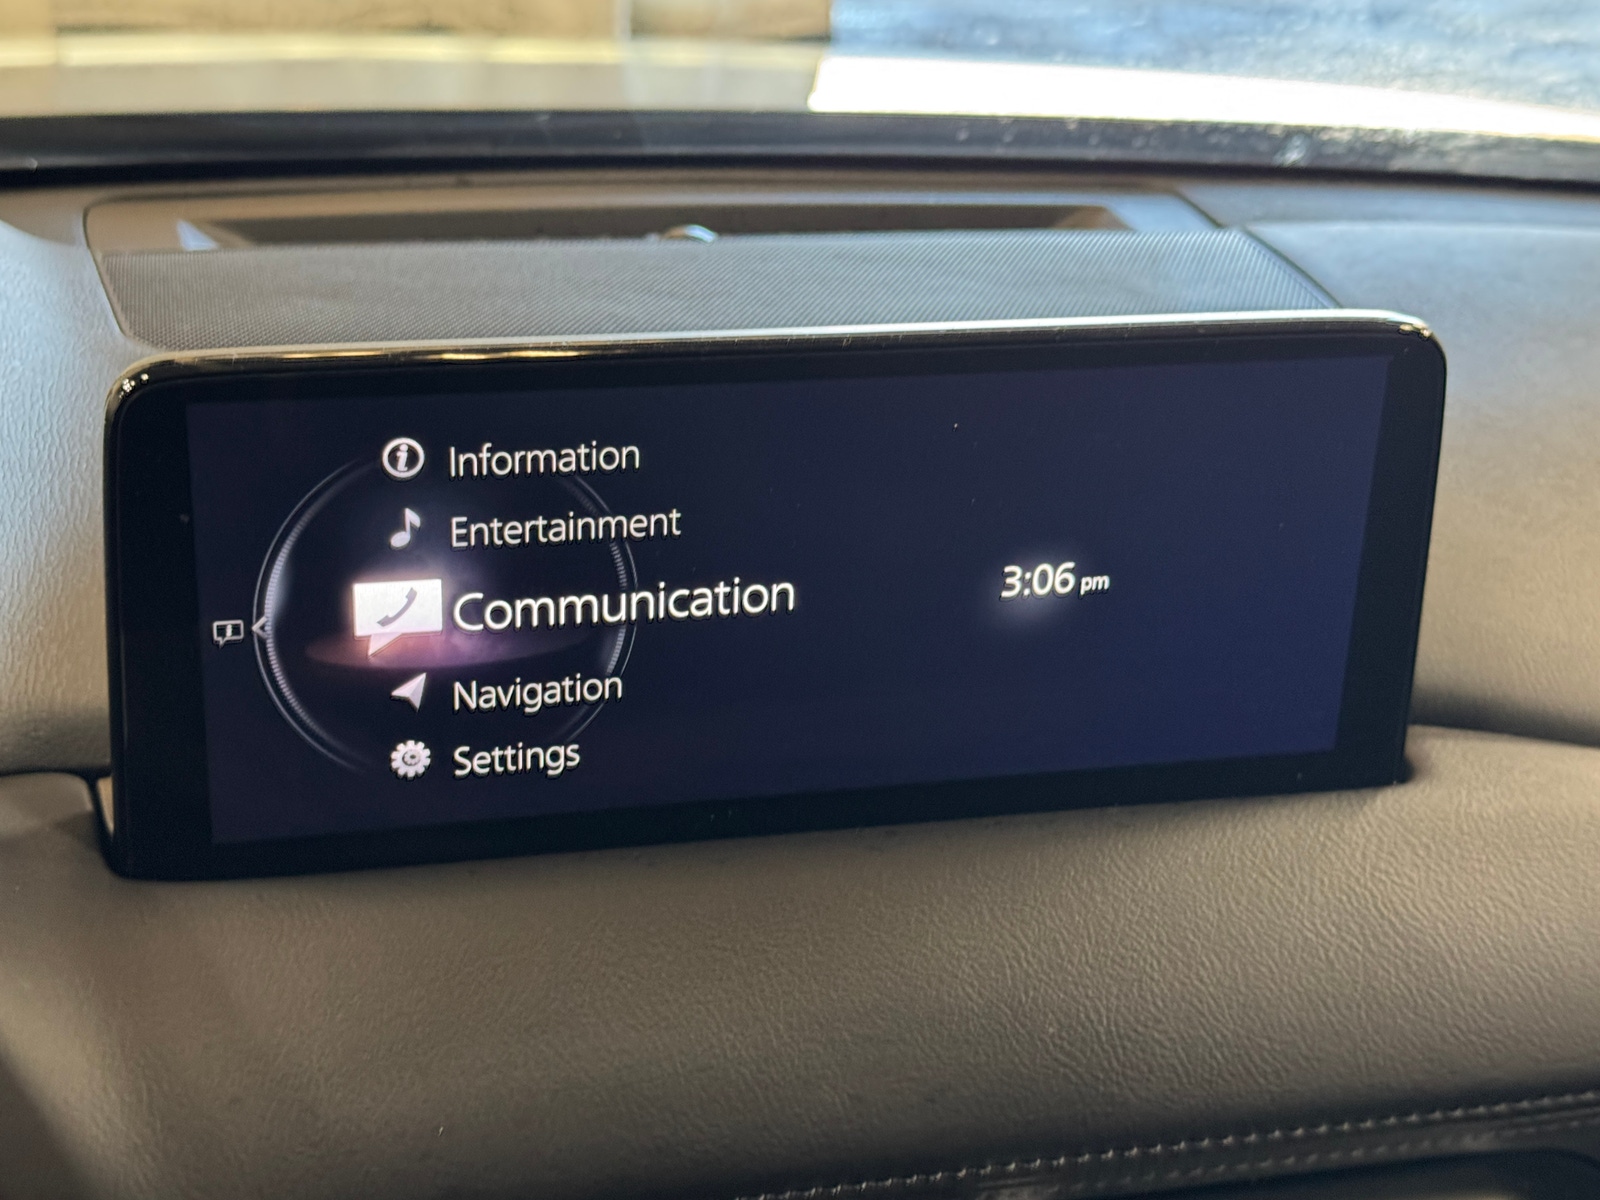 Information
Entertainment
Communication
3:06 pm
Navigation
Settings